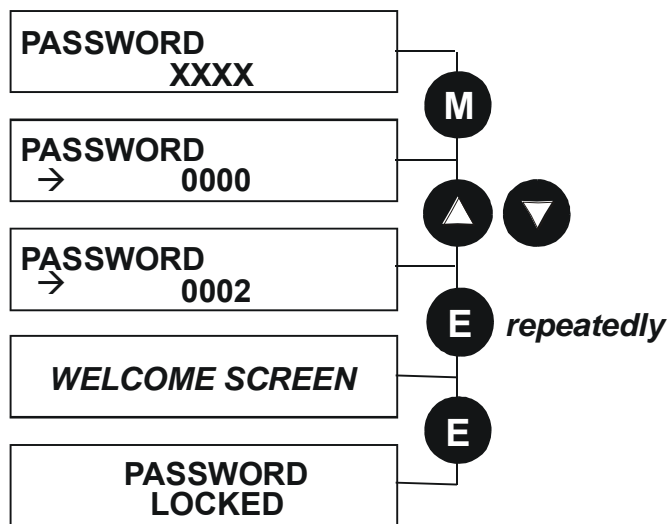 PASSWORD
XXXX
M
PASSWORD
→ 0000
PASSWORD
→ 0002
E repeatedly
WELCOME SCREEN
E
PASSWORD
LOCKED